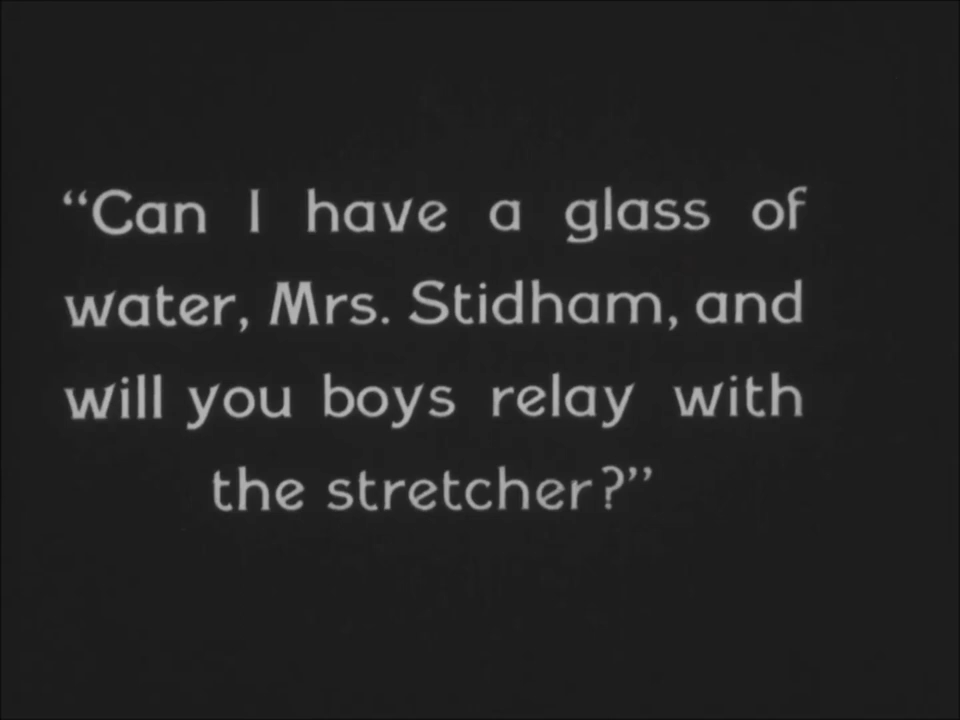 “Can I have a glass of
water, Mrs. Stidham, and
will you boys relay with
the stretcher?”